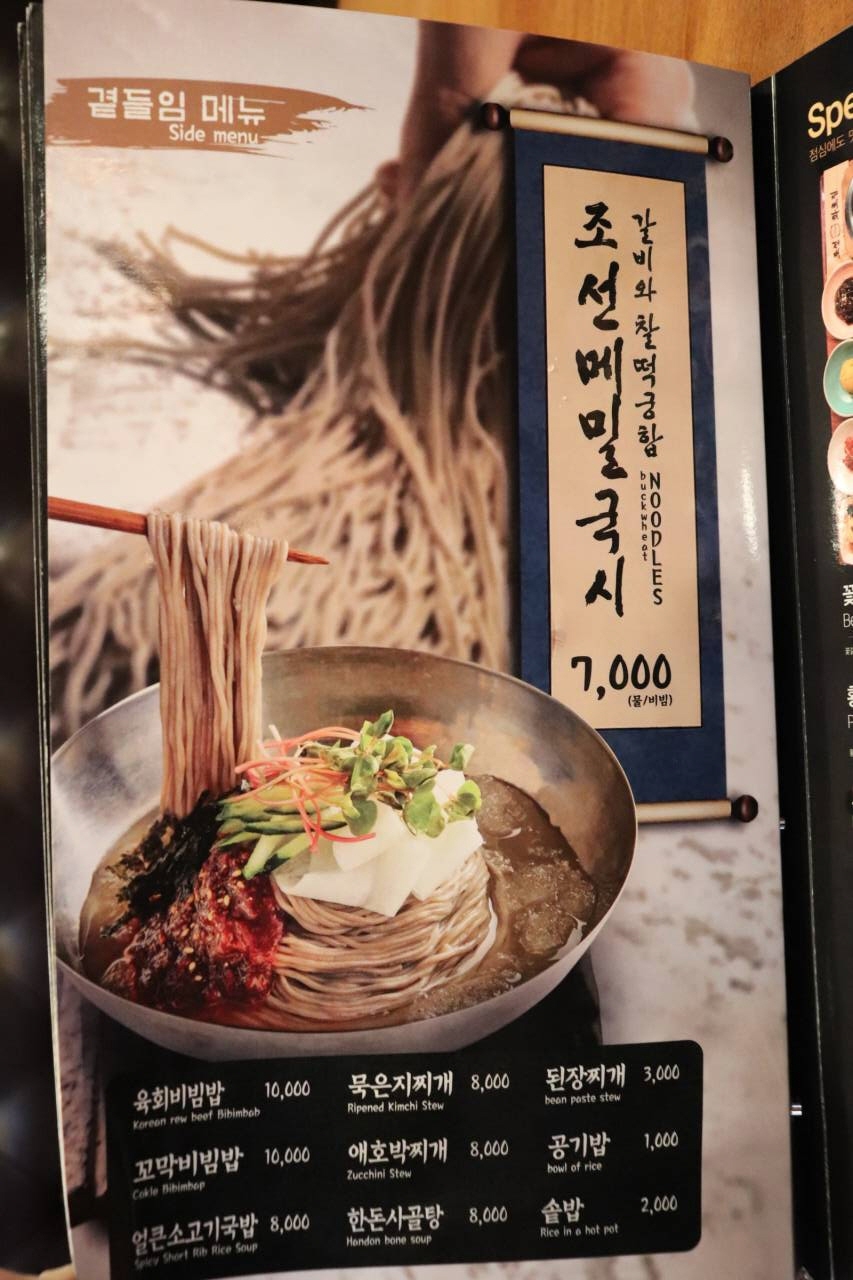 곁들임 메뉴
Side menu
갈비와 찰떡궁합
조선메밀국시
buckwheat
NOODLES
7,000
(물/비빔)
육회비빔밥 10,000
Korean rew beef Bibimbab
꼬막비빔밥 10,000
Cokle Bibimbap
얼큰소고기국밥 8,000
Spicy Short Rib Rice Soup
묵은지찌개 8,000
Ripened Kimchi Stew
애호박찌개 8,000
Zucchini Stew
한돈사골탕 8,000
Handon bone soup
된장찌개 3,000
bean paste stew
공기밥 1,000
bowl of rice
솥밥 2,000
Rice in a hot pot
Spe
점심에도